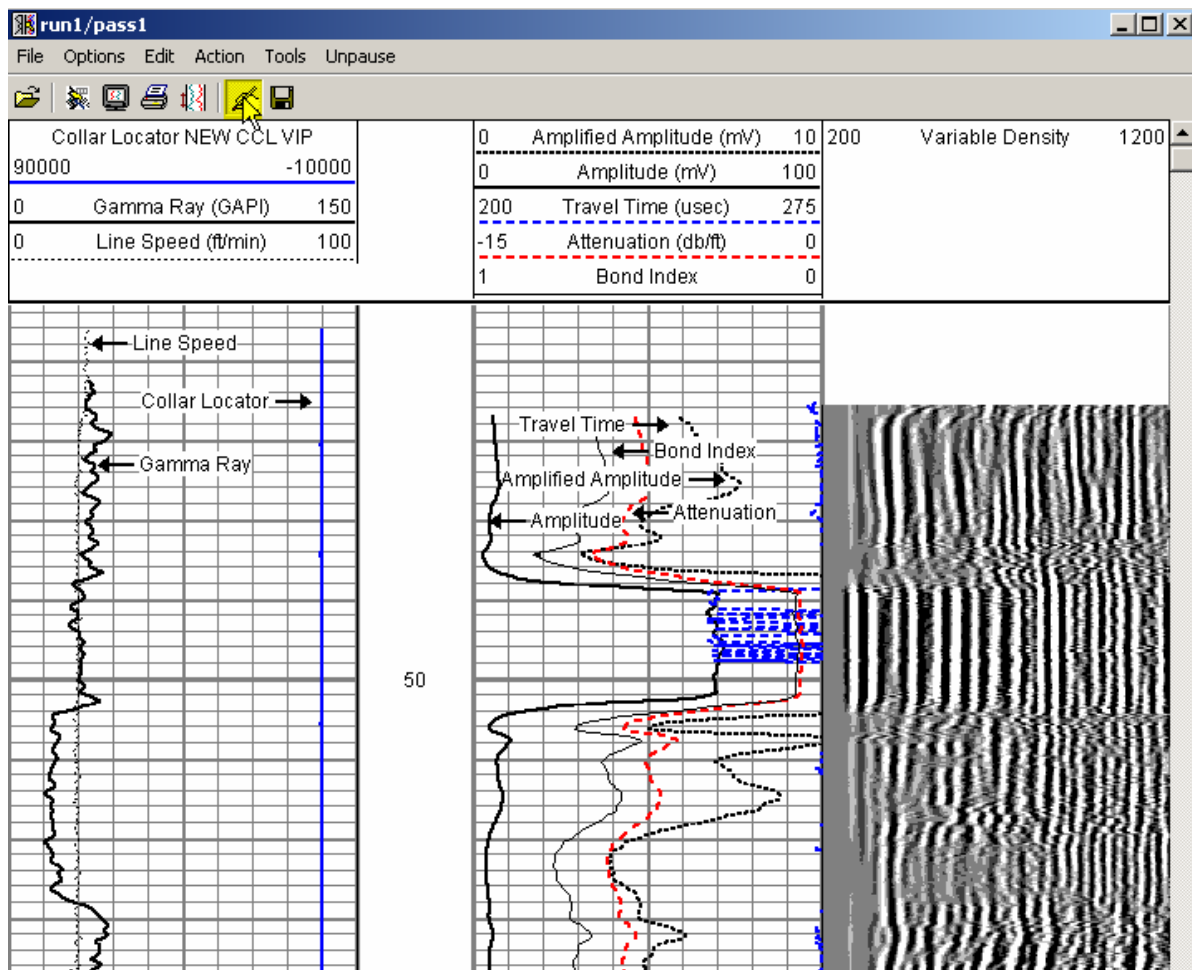 run1/pass1
File Options Edit Action Tools Unpause
Collar Locator NEW CCL VIP
90000 -10000
0 Gamma Ray (GAPI) 150
0 Line Speed (ft/min) 100
0 Amplified Amplitude (mV) 10
0 Amplitude (mV) 100
200 Travel Time (usec) 275
-15 Attenuation (db/ft) 0
1 Bond Index 0
200 Variable Density 1200
Line Speed
Collar Locator
Gamma Ray
Travel Time
Bond Index
Amplified Amplitude
Attenuation
Amplitude
50